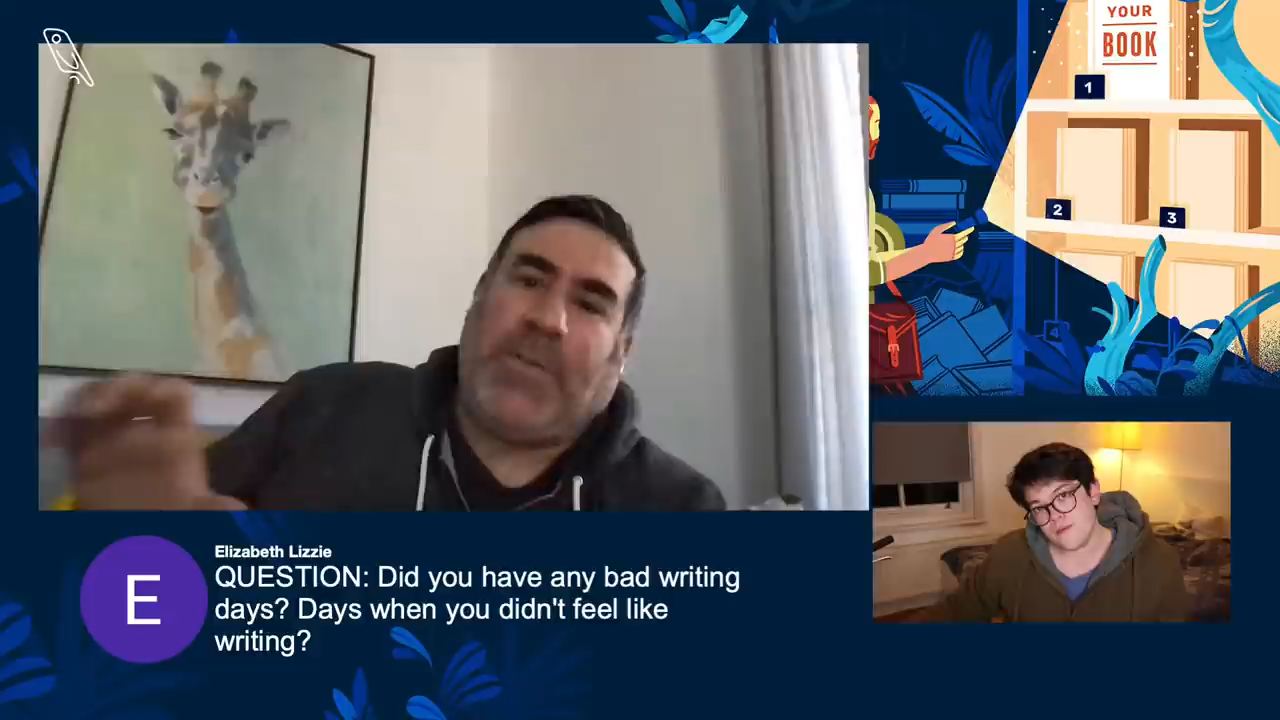 YOUR
BOOK
1
2
3
4
E
Elizabeth Lizzie
QUESTION: Did you have any bad writing
days? Days when you didn't feel like
writing?